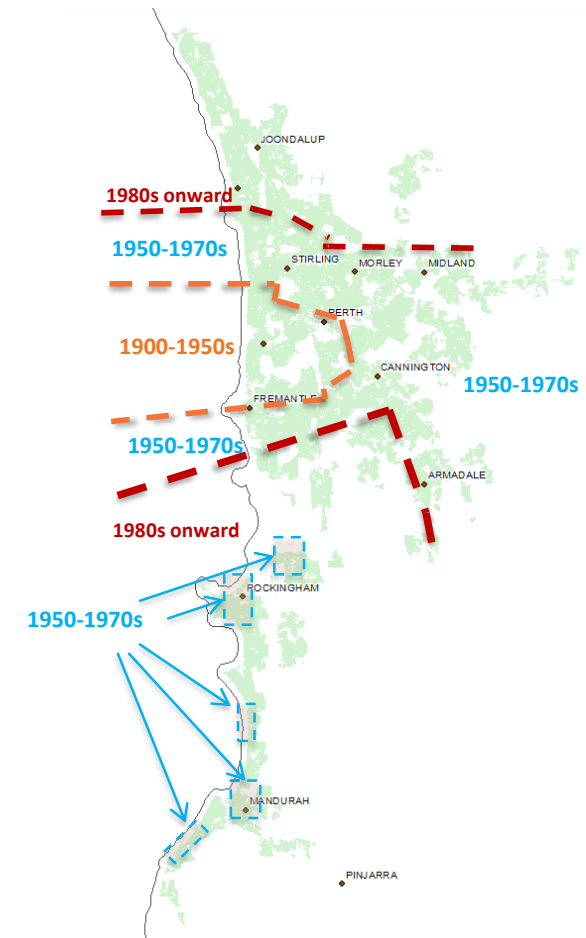 JOONDALUP
1980s onward
1950-1970s
STIRLING
MORLEY
MIDLAND
PERTH
1900-1950s
CANNINGTON
1950-1970s
FREMANTLE
1950-1970s
ARMADALE
1980s onward
ROCKINGHAM
1950-1970s
MANDURAH
PINJARRA